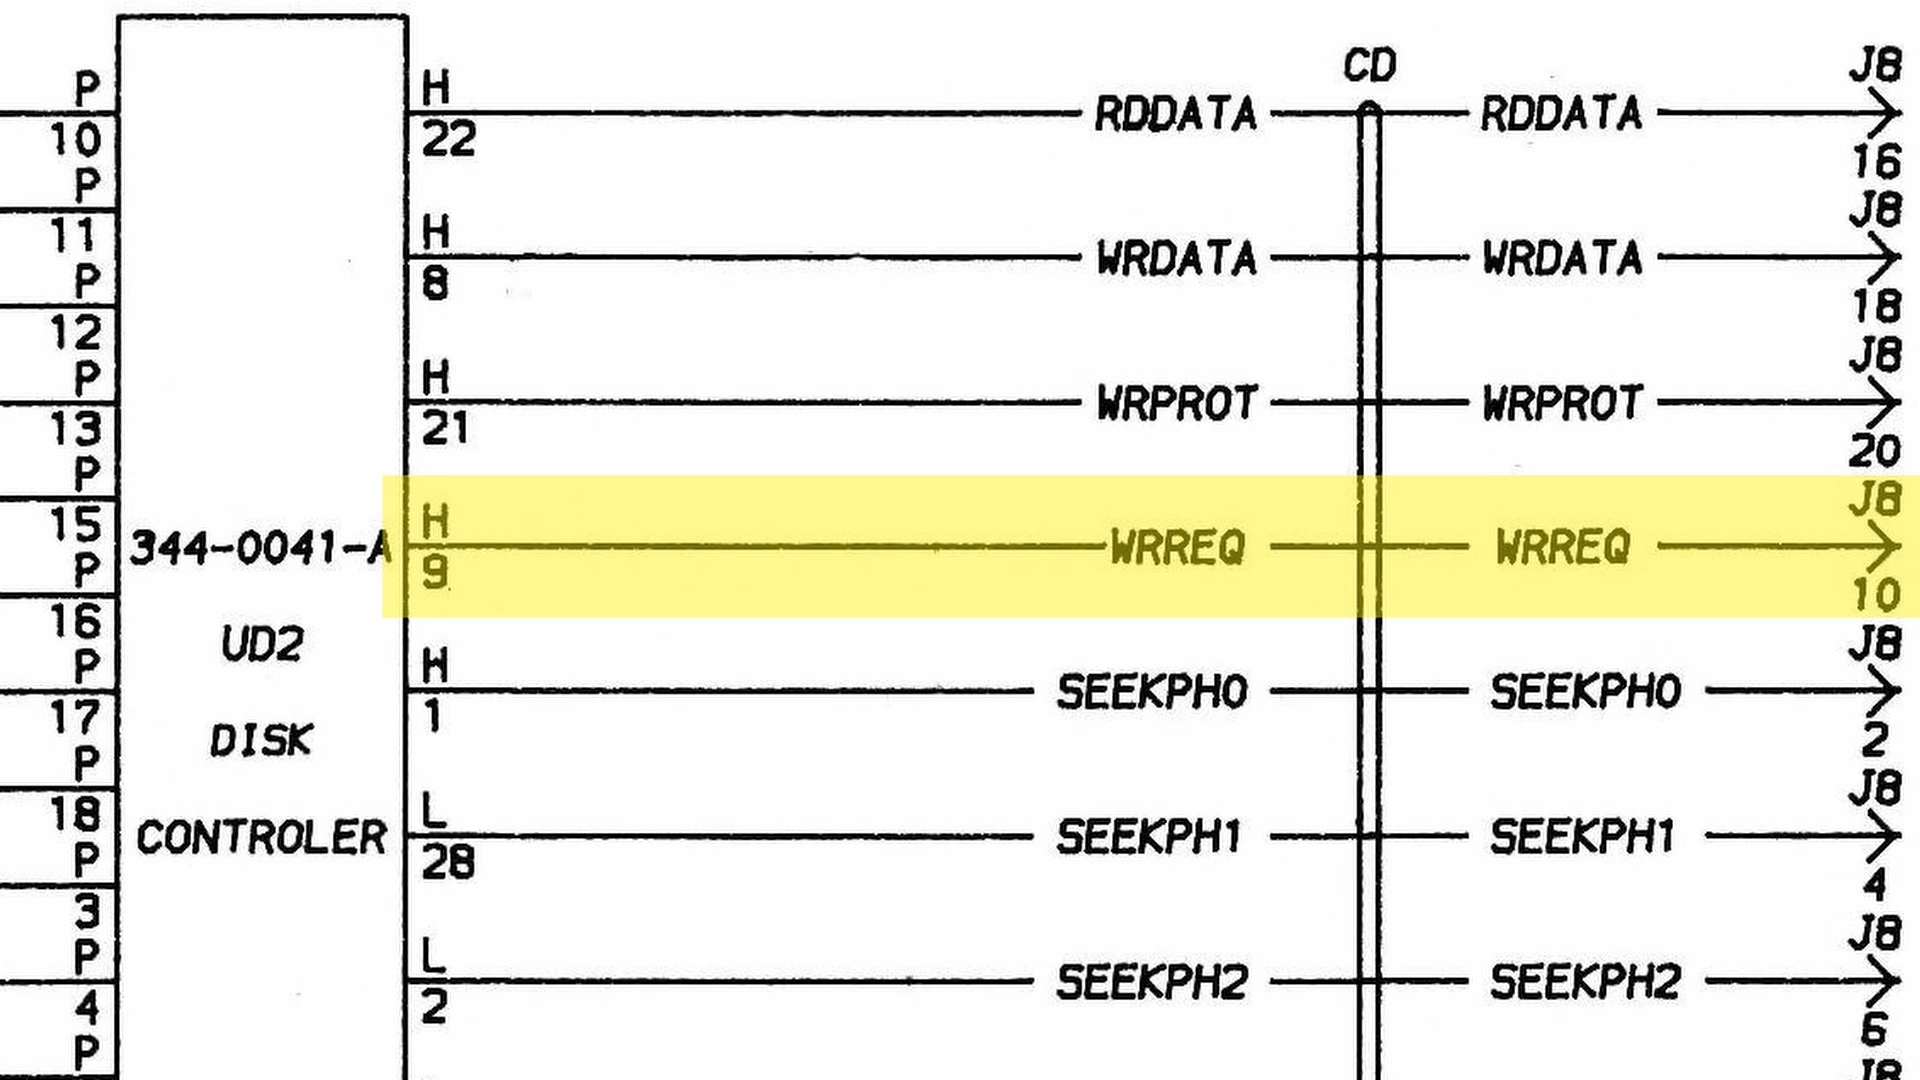 CD
P H RDDATA RDDATA J8
10 22 16
P H WRDATA WRDATA J8
11 8 18
P
12 H WRPROT WRPROT J8
P 21 20
13
P H WRREQ WRREQ J8
15 344-0041-A 9 10
P
16 UD2 H SEEKPH0 SEEKPH0 J8
P 1 2
17 DISK
P L SEEKPH1 SEEKPH1 J8
18 CONTROLER 28 4
P
3 L SEEKPH2 SEEKPH2 J8
P 2 6
4
P J8